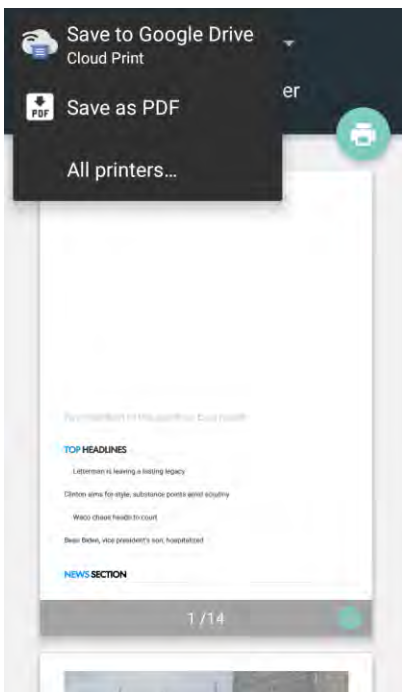 Save to Google Drive
Cloud Print
er
PDF
Save as PDF
All printers…
TOP HEADLINES
Letterman is leaving a lasting legacy
Clinton aims for style, substance points amid scrutiny
Waco chaos heads to court
Beau Biden, vice president's son, hospitalized
NEWS SECTION
1 /14